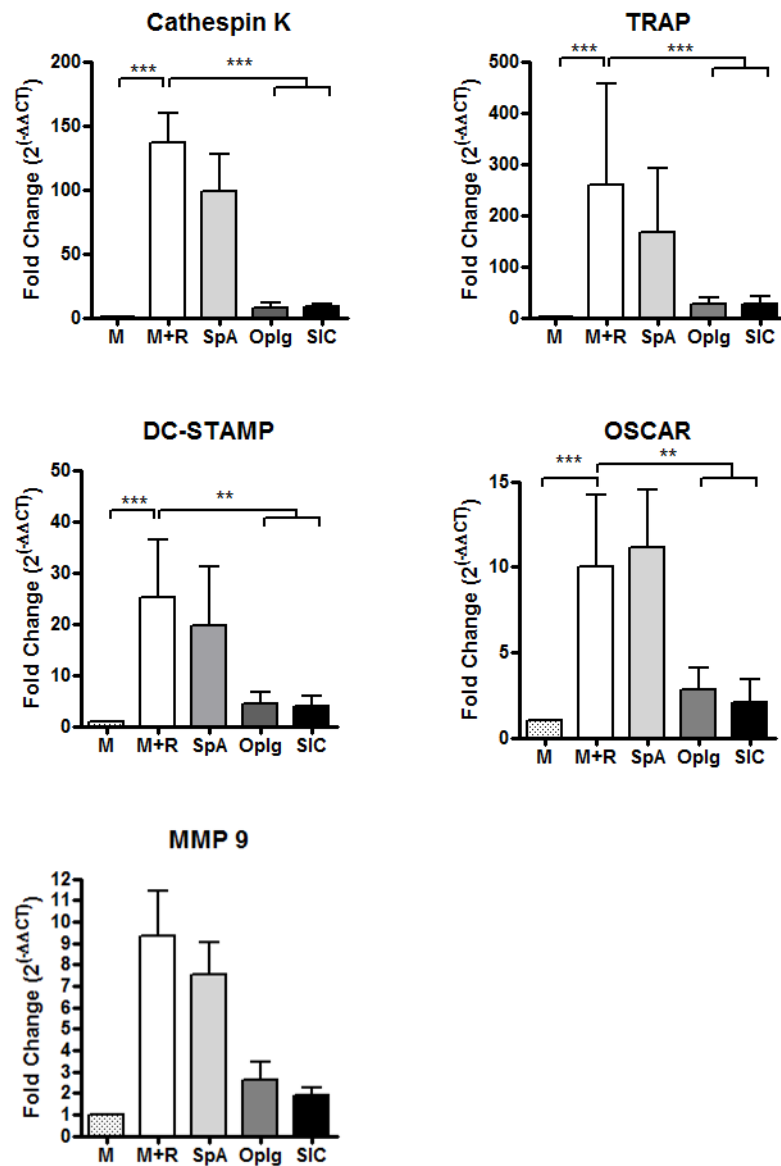 Cathespin K
***
***
Fold Change (2(-ΔΔCT))
200
150
100
50
0
M M+R SpA OpIg SIC
TRAP
***
***
Fold Change (2(-ΔΔCT))
500
400
300
200
100
0
M M+R SpA OpIg SIC
DC-STAMP
***
**
Fold Change (2(-ΔΔCT))
50
40
30
20
10
0
M M+R SpA OpIg SIC
OSCAR
***
**
Fold Change (2(-ΔΔCT))
15
10
5
0
M M+R SpA OpIg SIC
MMP 9
Fold Change (2(-ΔΔCT))
12
11
10
9
8
7
6
5
4
3
2
1
0
M M+R SpA OpIg SIC